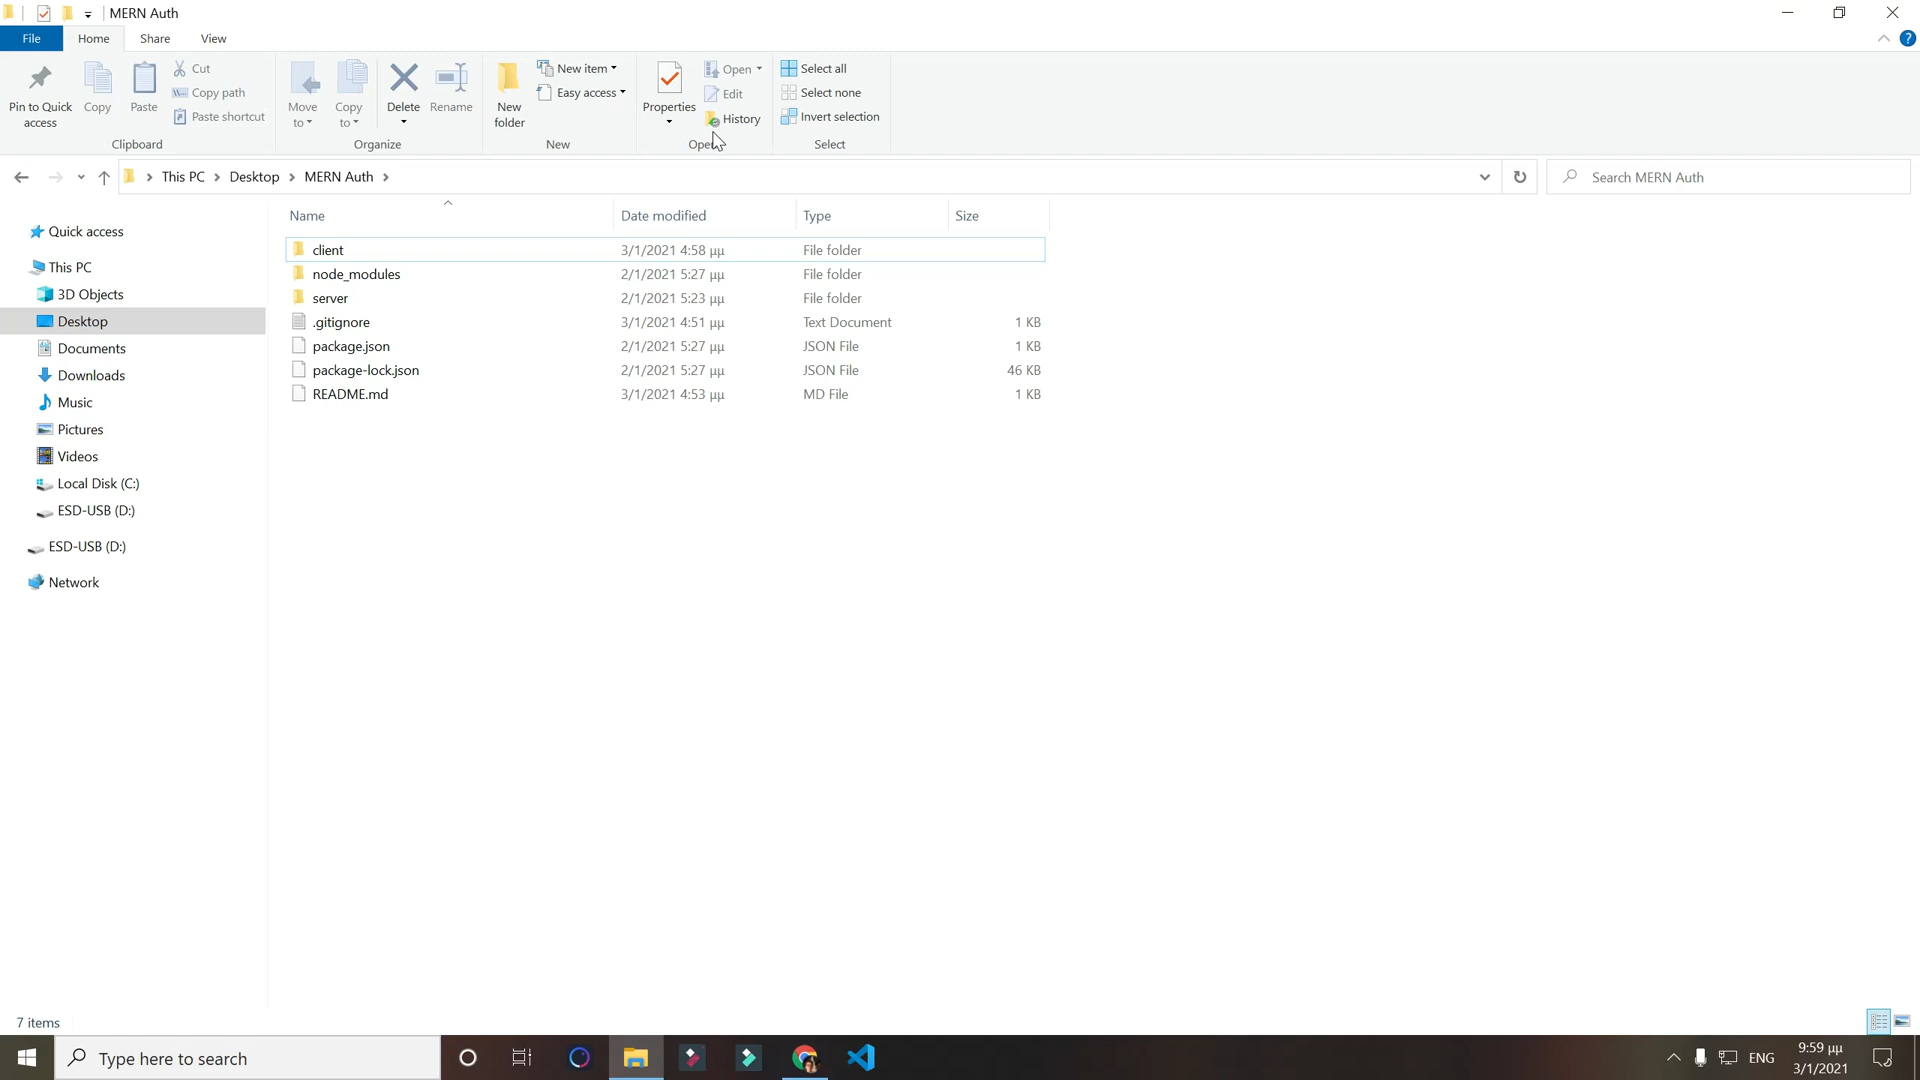 MERN Auth
File Home Share View
Pin to Quick access
Copy
Paste
Cut
Copy path
Paste shortcut
Clipboard
Move to
Copy to
Delete
Rename
Organize
New folder
New item
Easy access
New
Properties
Open
Edit
History
Open
Select all
Select none
Invert selection
Select
This PC Desktop MERN Auth
Search MERN Auth
Quick access
This PC
3D Objects
Desktop
Documents
Downloads
Music
Pictures
Videos
Local Disk (C:)
ESD-USB (D:)
ESD-USB (D:)
Network
Name Date modified Type Size
client 3/1/2021 4:58 μμ File folder
node_modules 2/1/2021 5:27 μμ File folder
server 2/1/2021 5:23 μμ File folder
.gitignore 3/1/2021 4:51 μμ Text Document 1 KB
package.json 2/1/2021 5:27 μμ JSON File 1 KB
package-lock.json 2/1/2021 5:27 μμ JSON File 46 KB
README.md 3/1/2021 4:53 μμ MD File 1 KB
7 items
Type here to search
ENG
9:59 μμ
3/1/2021